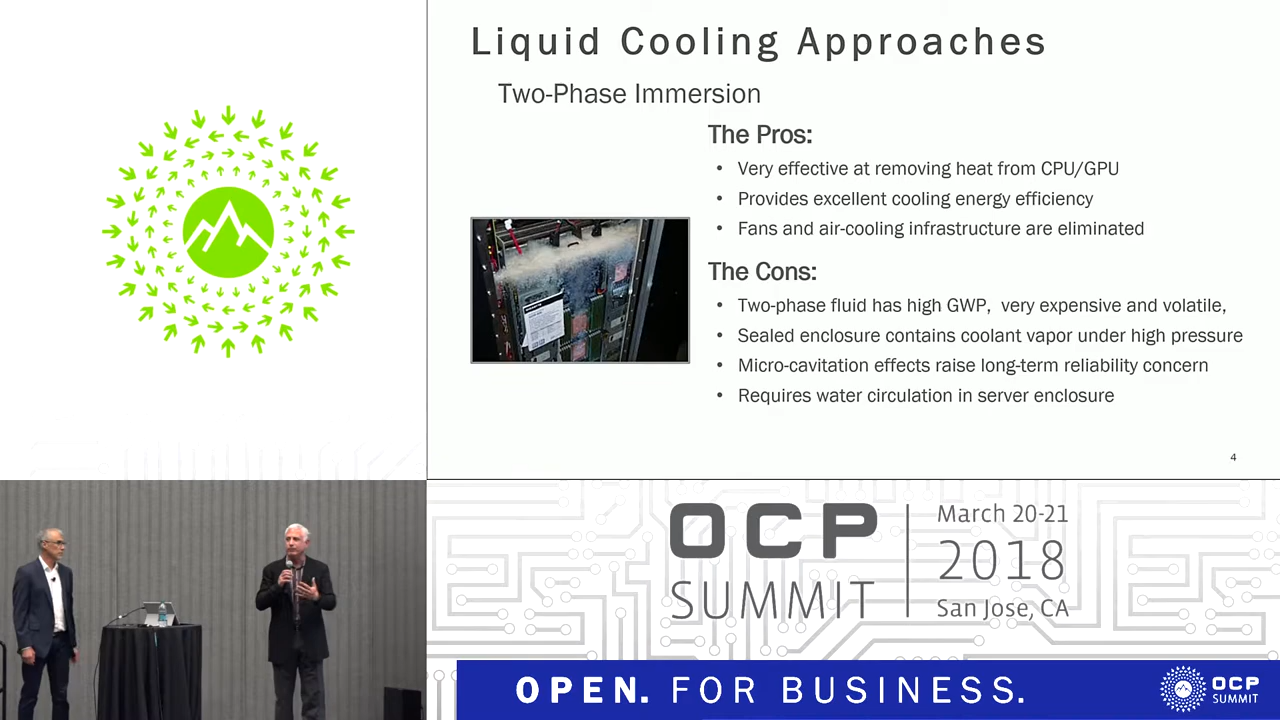 Liquid Cooling Approaches
Two-Phase Immersion
The Pros:
• Very effective at removing heat from CPU/GPU
• Provides excellent cooling energy efficiency
• Fans and air-cooling infrastructure are eliminated
The Cons:
• Two-phase fluid has high GWP, very expensive and volatile,
• Sealed enclosure contains coolant vapor under high pressure
• Micro-cavitation effects raise long-term reliability concern
• Requires water circulation in server enclosure
4
OCP
SUMMIT
March 20-21
2018
San Jose, CA
OPEN. FOR BUSINESS.
OCP
SUMMIT